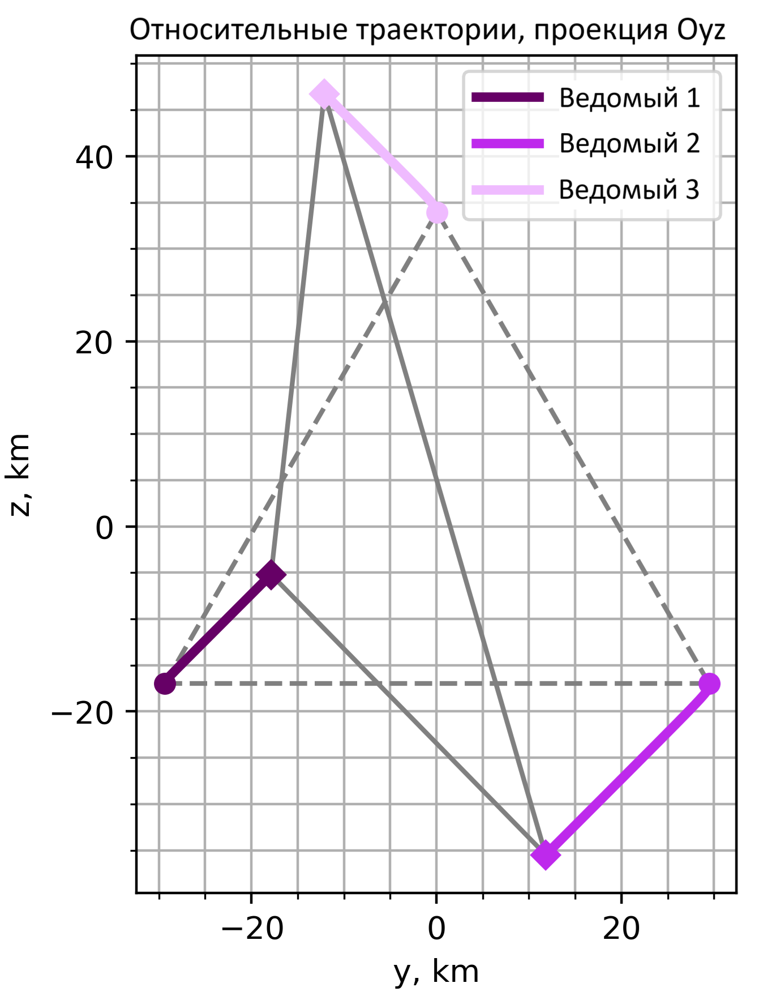 Относительные траектории, проекция Oyz
Ведомый 1
Ведомый 2
Ведомый 3
40
20
0
−20
z, km
−20 0 20
y, km